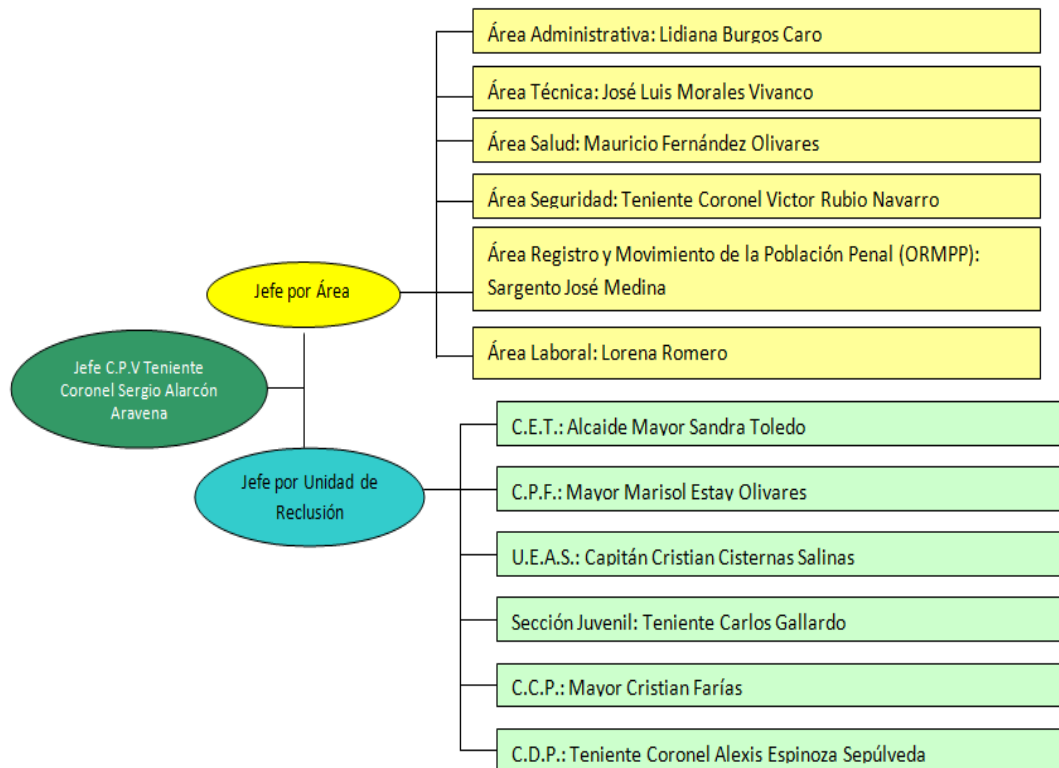 Área Administrativa: Lidiana Burgos Caro
Área Técnica: José Luis Morales Vivanco
Área Salud: Mauricio Fernández Olivares
Área Seguridad: Teniente Coronel Victor Rubio Navarro
Área Registro y Movimiento de la Población Penal (ORMPP):
Sargento José Medina
Área Laboral: Lorena Romero
Jefe por Área
Jefe C.P.V Teniente
Coronel Sergio Alarcón
Aravena
Jefe por Unidad de
Reclusión
C.E.T.: Alcaide Mayor Sandra Toledo
C.P.F.: Mayor Marisol Estay Olivares
U.E.A.S.: Capitán Cristian Cisternas Salinas
Sección Juvenil: Teniente Carlos Gallardo
C.C.P.: Mayor Cristian Farías
C.D.P.: Teniente Coronel Alexis Espinoza Sepúlveda